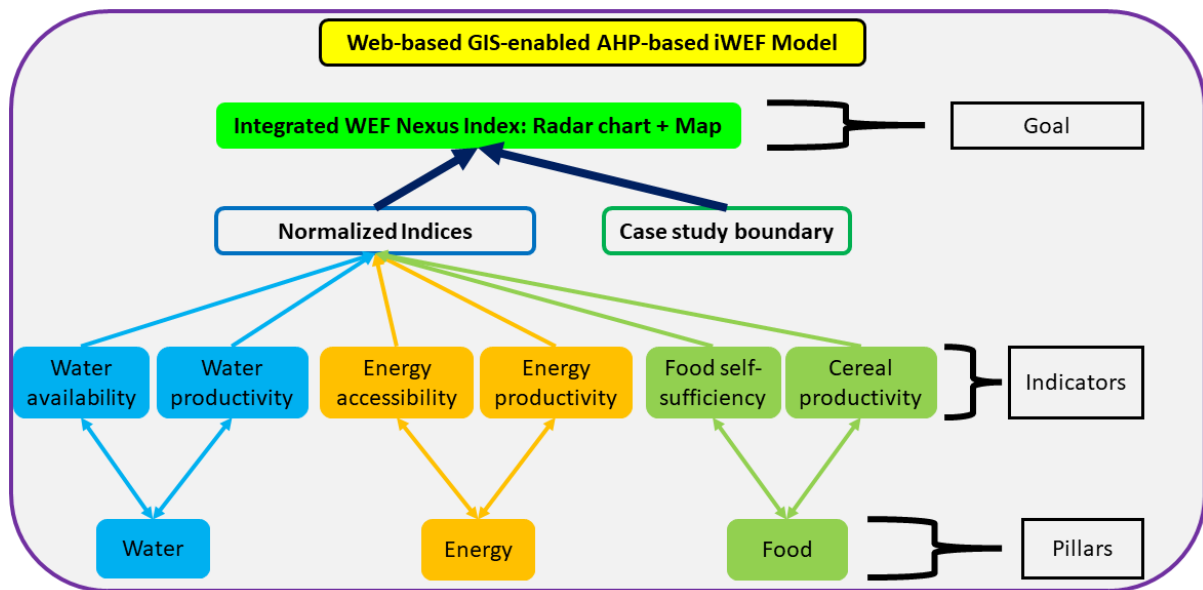 Web-based GIS-enabled AHP-based iWEF Model
Integrated WEF Nexus Index: Radar chart + Map
Goal
Normalized Indices
Case study boundary
Water
availability
Water
productivity
Energy
accessibility
Energy
productivity
Food self-
sufficiency
Cereal
productivity
Indicators
Water
Energy
Food
Pillars